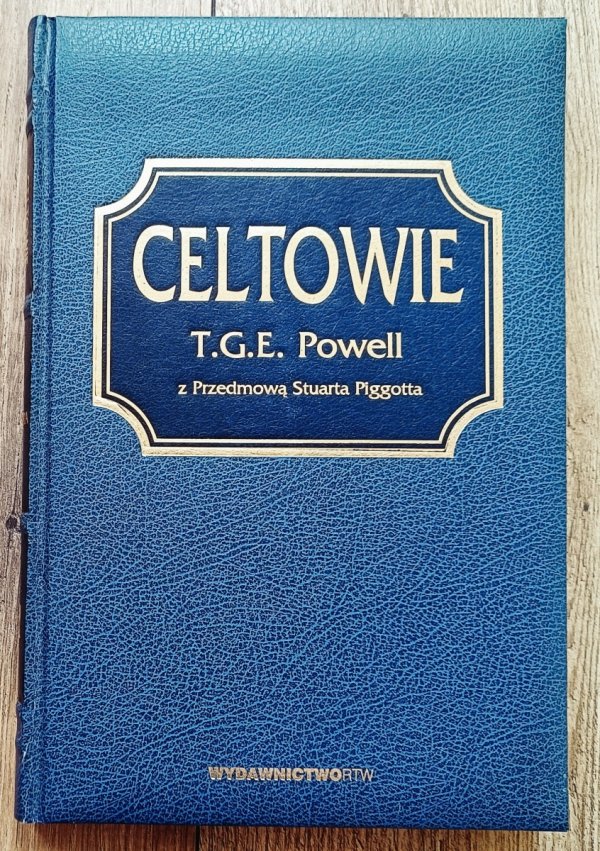 CELTOWIE
T.G.E. Powell
z Przedmową Stuarta Piggotta
WYDAWNICTWORTW